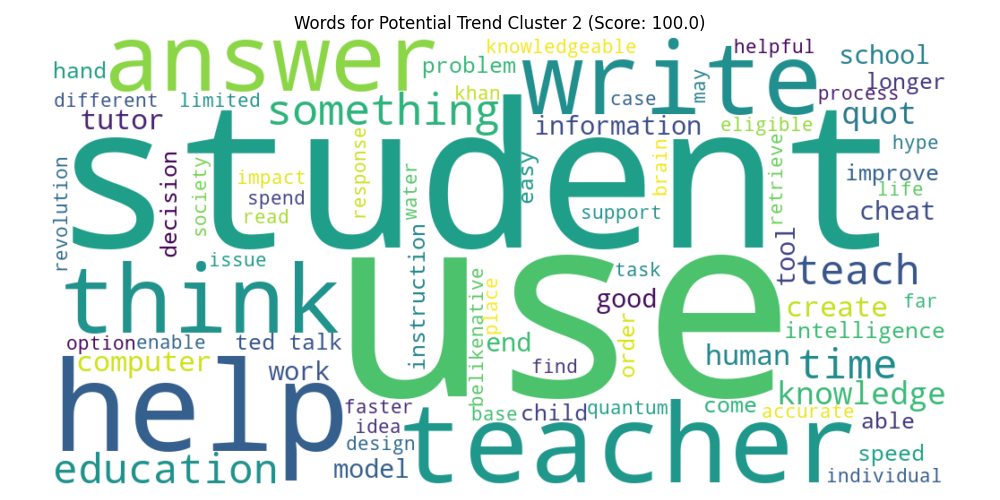 Words for Potential Trend Cluster 2 (Score: 100.0)
answer
knowledgeable
write
helpful
school
hand
problem
longer
different
limited
khan
case
may
process
tutor
something
information
eligible
quot
student
hype
revolution
decision
society
impact
response
water
easy
brain
retrieve
improve
spend
life
read
support
cheat
issue
use
task
tool
teach
think
instruction
belikenative
place
good
order
create
far
option
enable
ted talk
end
intelligence
computer
work
find
human
time
help
knowledge
faster
base
child
quantum
come
accurate
able
idea
teacher
design
education
model
speed
individual